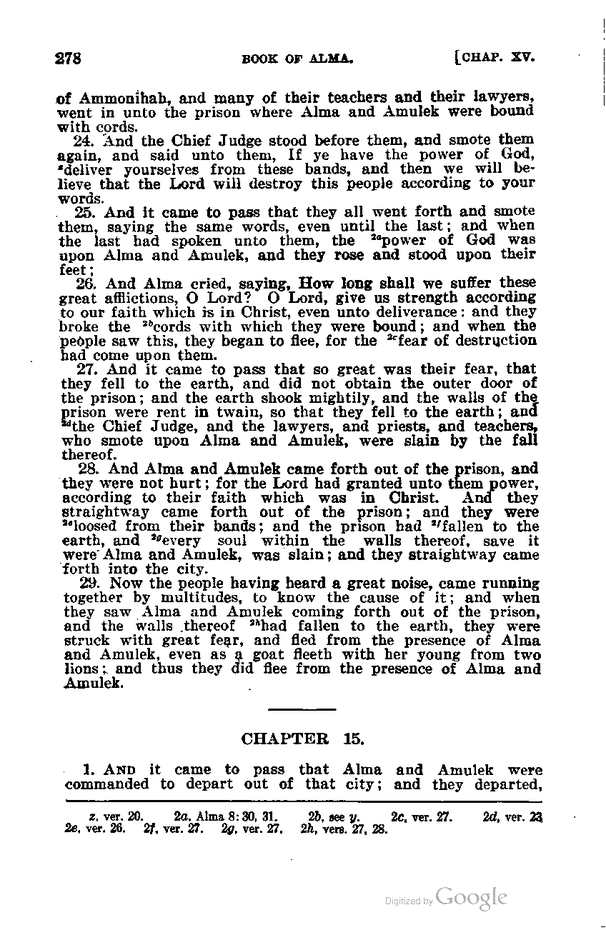 278 BOOK OF ALMA. [CHAP. XV.
of Ammonihah, and many of their teachers and their lawyers,
went in unto the prison where Alma and Amulek were bound
with cords.
24. And the Chief Judge stood before them, and smote them
again, and said unto them, If ye have the power of God,
ᶻdeliver yourselves from these bands, and then we will be-
lieve that the Lord will destroy this people according to your
words.
25. And it came to pass that they all went forth and smote
them, saying the same words, even until the last; and when
the last had spoken unto them, the ²ᵃpower of God was
upon Alma and Amulek, and they rose and stood upon their
feet;
26. And Alma cried, saying, How long shall we suffer these
great afflictions, O Lord? O Lord, give us strength according
to our faith which is in Christ, even unto deliverance: and they
broke the ²ᵇcords with which they were bound; and when the
people saw this, they began to flee, for the ²ᶜfear of destruction
had come upon them.
27. And it came to pass that so great was their fear, that
they fell to the earth, and did not obtain the outer door of
the prison; and the earth shook mightily, and the walls of the
prison were rent in twain, so that they fell to the earth; and
²ᵈthe Chief Judge, and the lawyers, and priests, and teachers,
who smote upon Alma and Amulek, were slain by the fall
thereof.
28. And Alma and Amulek came forth out of the prison, and
they were not hurt; for the Lord had granted unto them power,
according to their faith which was in Christ. And they
straightway came forth out of the prison; and they were
²ᵉloosed from their bands; and the prison had ²ᶠfallen to the
earth, and ²ᵍevery soul within the walls thereof, save it
were Alma and Amulek, was slain; and they straightway came
forth into the city.
29. Now the people having heard a great noise, came running
together by multitudes, to know the cause of it; and when
they saw Alma and Amulek coming forth out of the prison,
and the walls thereof ²ʰhad fallen to the earth, they were
struck with great fear, and fled from the presence of Alma
and Amulek, even as a goat fleeth with her young from two
lions; and thus they did flee from the presence of Alma and
Amulek.
CHAPTER 15.
1. AND it came to pass that Alma and Amulek were
commanded to depart out of that city; and they departed,
z, ver. 20. 2a, Alma 8:30, 31. 2b, see y. 2c, ver. 27. 2d, ver. 23
2e, ver. 26. 2f, ver. 27. 2g, ver. 27. 2h, vers. 27, 28.
Digitized by Google